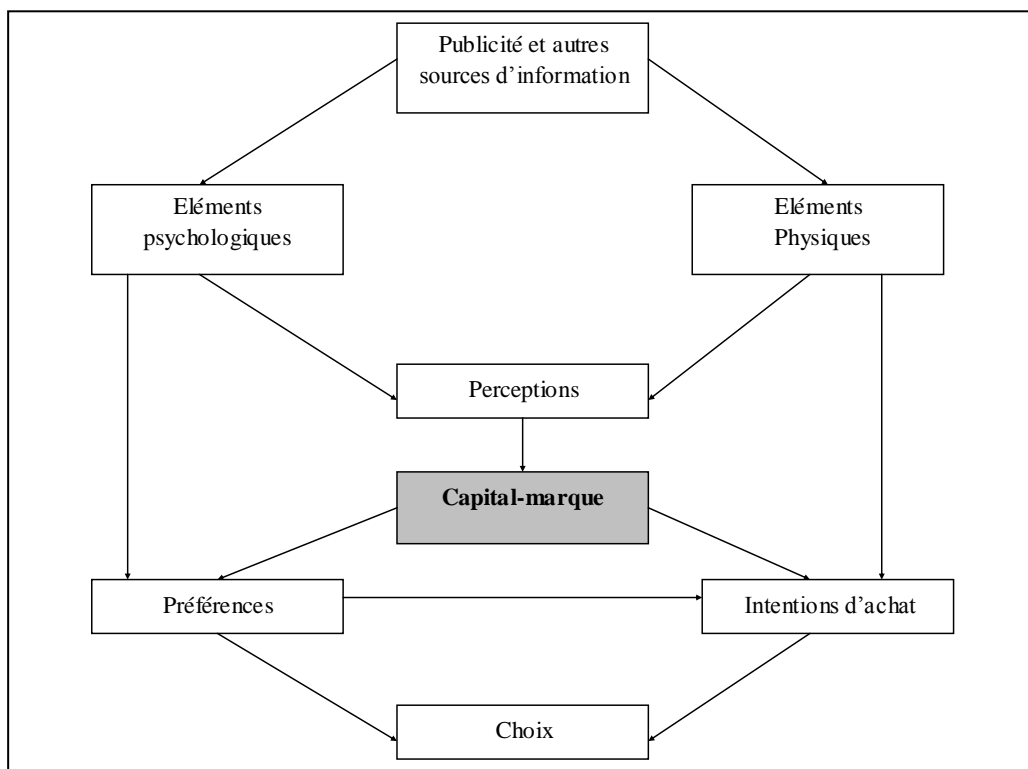 Publicité et autres
sources d’information
Eléments
psychologiques
Eléments
Physiques
Perceptions
Capital-marque
Préférences
Intentions d’achat
Choix